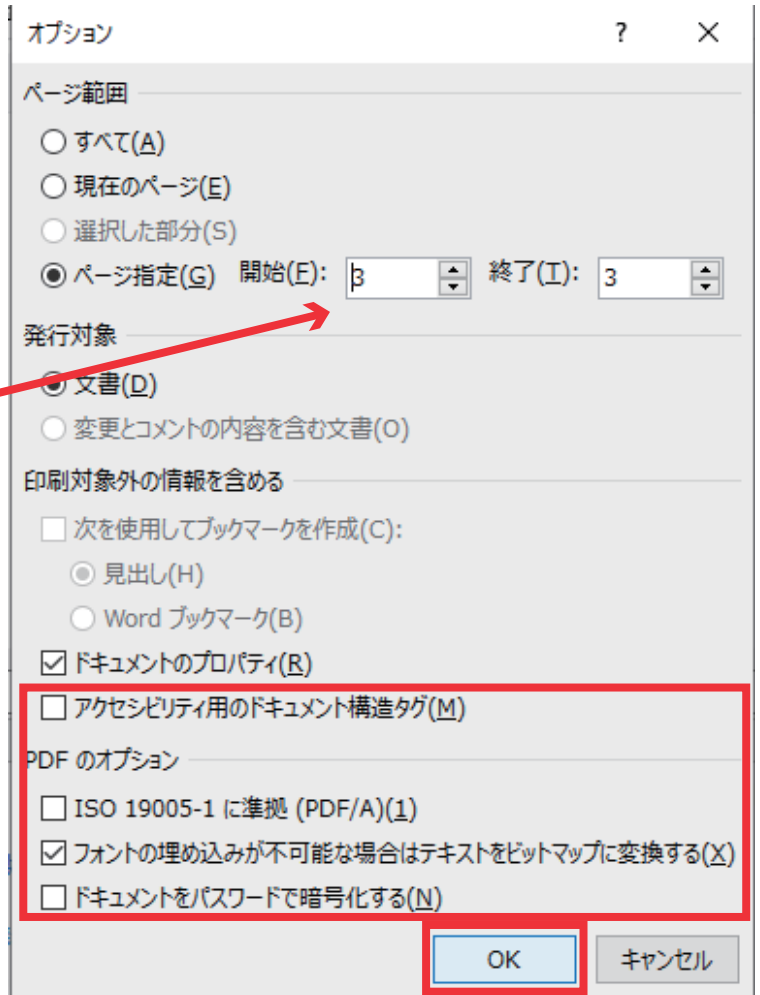 オプション ?
ページ範囲
すべて(A)
現在のページ(E)
選択した部分(S)
ページ指定(G) 開始(F): 3 終了(T): 3
発行対象
文書(D)
変更とコメントの内容を含む文書(O)
印刷対象外の情報を含める
次を使用してブックマークを作成(C):
見出し(H)
Word ブックマーク(B)
ドキュメントのプロパティ(R)
アクセシビリティ用のドキュメント構造タグ(M)
PDF のオプション
ISO 19005-1 に準拠 (PDF/A)(1)
フォントの埋め込みが不可能な場合はテキストをビットマップに変換する(X)
ドキュメントをパスワードで暗号化する(N)
OK キャンセル